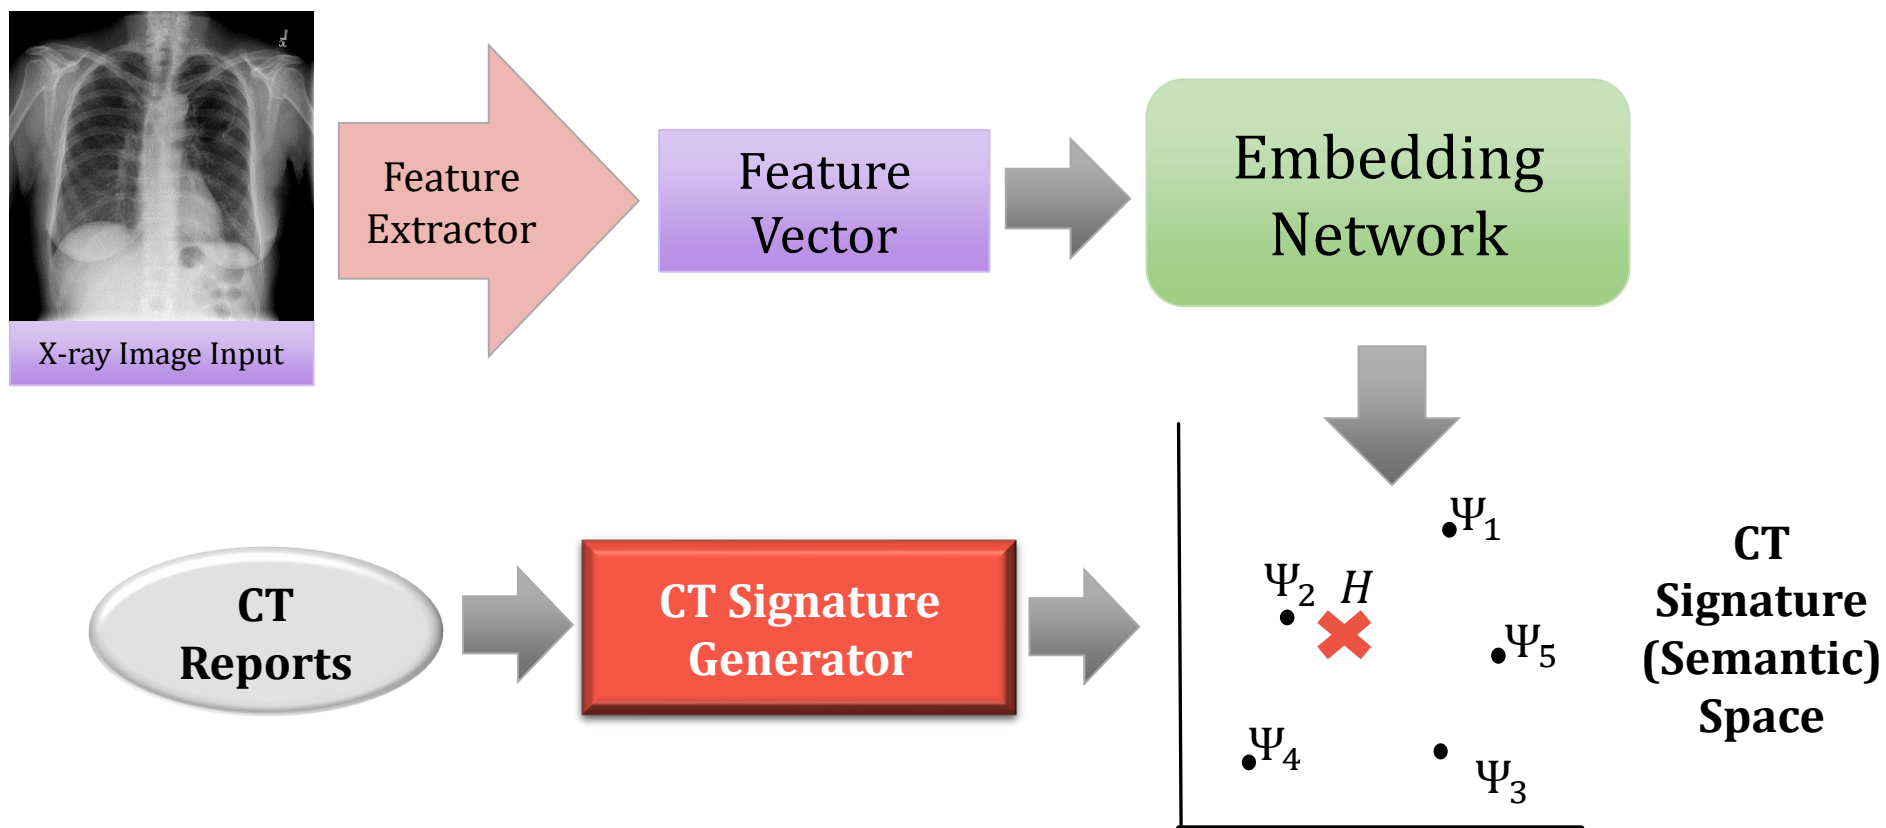 X-ray Image Input
Feature
Extractor
Feature
Vector
Embedding
Network
CT
Reports
CT Signature
Generator
Ψ₁
Ψ₂
H
Ψ₅
Ψ₄
Ψ₃
CT
Signature
(Semantic)
Space